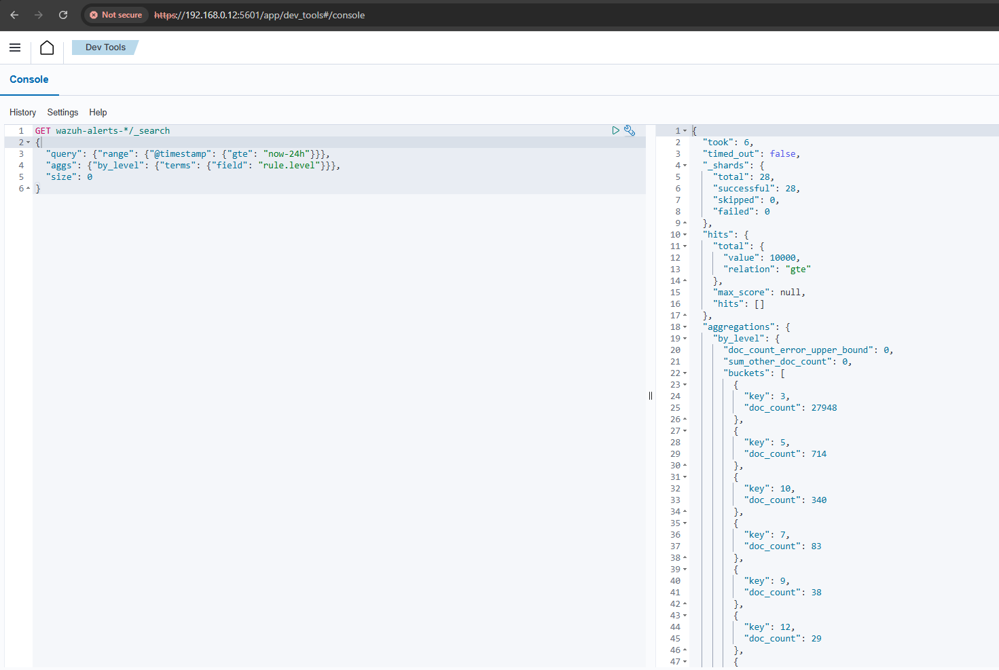 Not secure https://192.168.0.12:5601/app/dev_tools#/console
Dev Tools
Console
History Settings Help
1 GET wazuh-alerts-*/_search
2 {
3 "query": {"range": {"@timestamp": {"gte": "now-24h"}}},
4 "aggs": {"by_level": {"terms": {"field": "rule.level"}}},
5 "size": 0
6 }
1 {
2 "took": 6,
3 "timed_out": false,
4 "_shards": {
5 "total": 28,
6 "successful": 28,
7 "skipped": 0,
8 "failed": 0
9 },
10 "hits": {
11 "total": {
12 "value": 10000,
13 "relation": "gte"
14 },
15 "max_score": null,
16 "hits": []
17 },
18 "aggregations": {
19 "by_level": {
20 "doc_count_error_upper_bound": 0,
21 "sum_other_doc_count": 0,
22 "buckets": [
23 {
24 "key": 3,
25 "doc_count": 27948
26 },
27 {
28 "key": 5,
29 "doc_count": 714
30 },
31 {
32 "key": 10,
33 "doc_count": 340
34 },
35 {
36 "key": 7,
37 "doc_count": 83
38 },
39 {
40 "key": 9,
41 "doc_count": 38
42 },
43 {
44 "key": 12,
45 "doc_count": 29
46 },
47 {